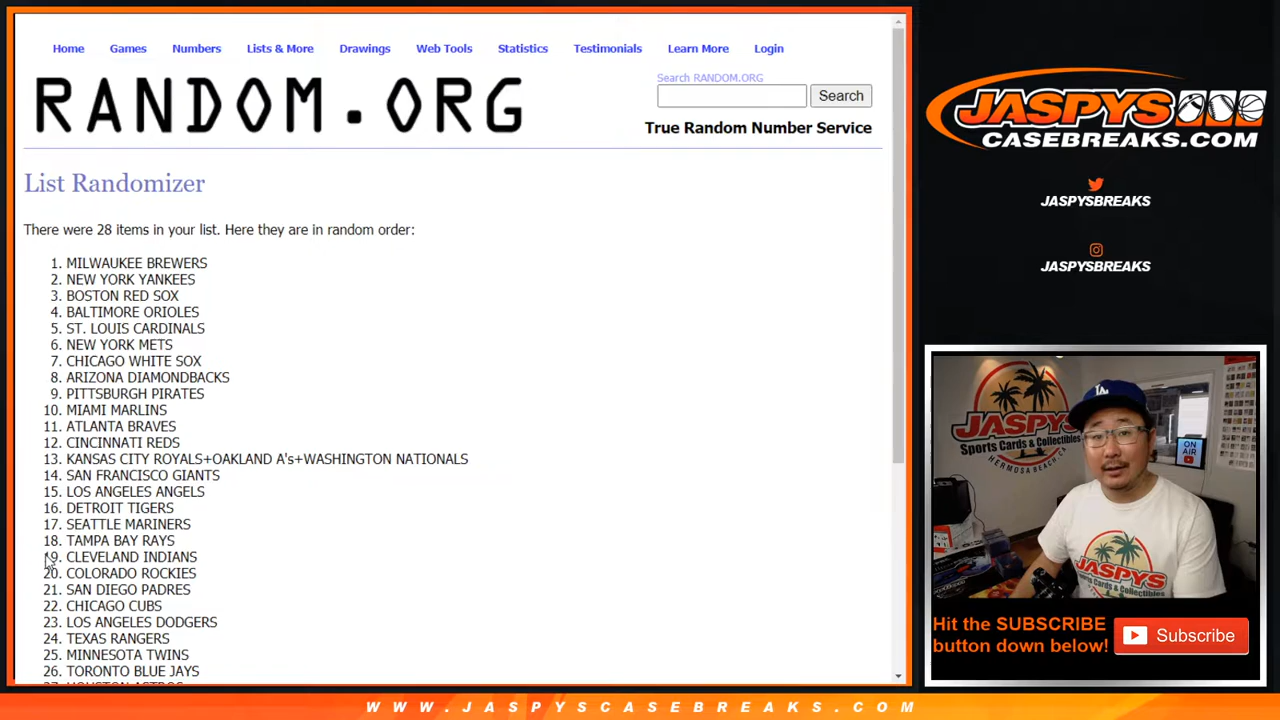 Home Games Numbers Lists & More Drawings Web Tools Statistics Testimonials Learn More Login
RANDOM.ORG
Search RANDOM.ORG
Search
True Random Number Service
List Randomizer
There were 28 items in your list. Here they are in random order:
1. MILWAUKEE BREWERS
2. NEW YORK YANKEES
3. BOSTON RED SOX
4. BALTIMORE ORIOLES
5. ST. LOUIS CARDINALS
6. NEW YORK METS
7. CHICAGO WHITE SOX
8. ARIZONA DIAMONDBACKS
9. PITTSBURGH PIRATES
10. MIAMI MARLINS
11. ATLANTA BRAVES
12. CINCINNATI REDS
13. KANSAS CITY ROYALS+OAKLAND A's+WASHINGTON NATIONALS
14. SAN FRANCISCO GIANTS
15. LOS ANGELES ANGELS
16. DETROIT TIGERS
17. SEATTLE MARINERS
18. TAMPA BAY RAYS
19. CLEVELAND INDIANS
20. COLORADO ROCKIES
21. SAN DIEGO PADRES
22. CHICAGO CUBS
23. LOS ANGELES DODGERS
24. TEXAS RANGERS
25. MINNESOTA TWINS
26. TORONTO BLUE JAYS
JASPYS
CASEBREAKS.COM
JASPYSBREAKS
JASPYSBREAKS
JASPYS
Sports Cards & Collectibles
HERMOSA BEACH
ON AIR
LA
JASPYS
Hit the SUBSCRIBE
button down below!
Subscribe
WWW.JASPYSCASEBREAKS.COM